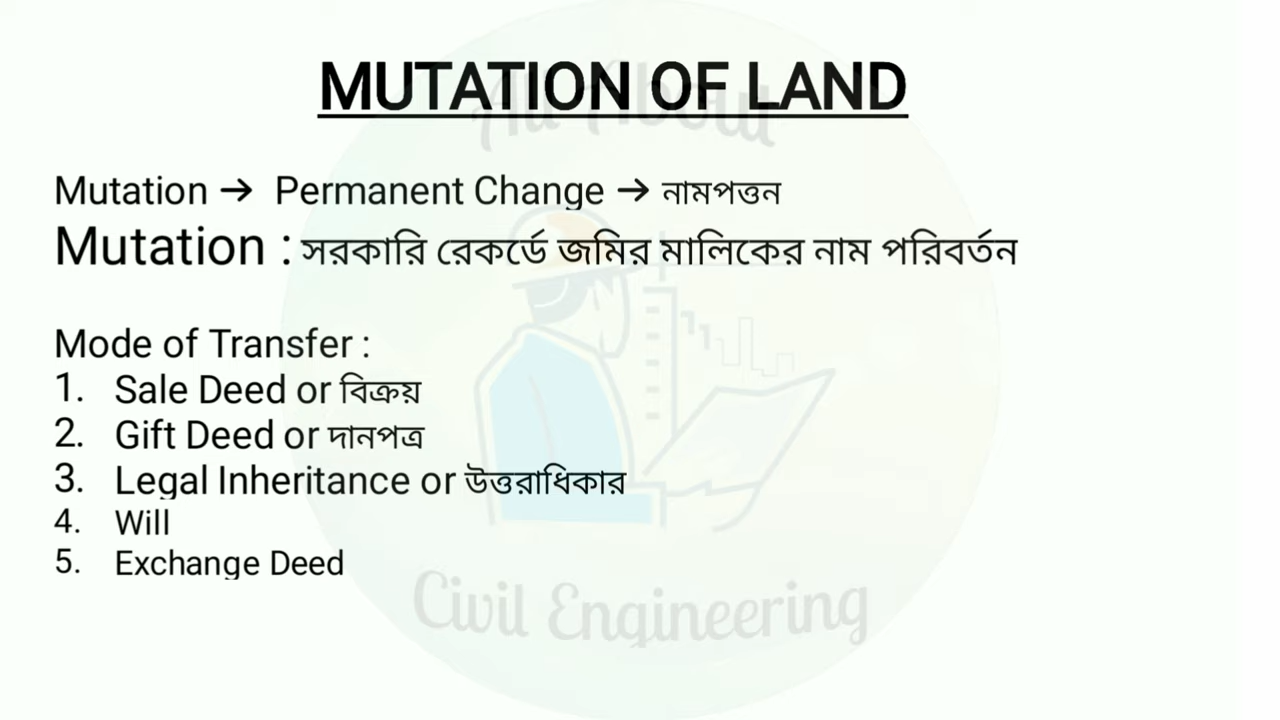 MUTATION OF LAND
Mutation → Permanent Change → নামপত্তন
Mutation : সরকারি রেকর্ডে জমির মালিকের নাম পরিবর্তন
Mode of Transfer :
1. Sale Deed or বিক্রয়
2. Gift Deed or দানপত্র
3. Legal Inheritance or উত্তরাধিকার
4. Will
5. Exchange Deed
All About
Civil Engineering